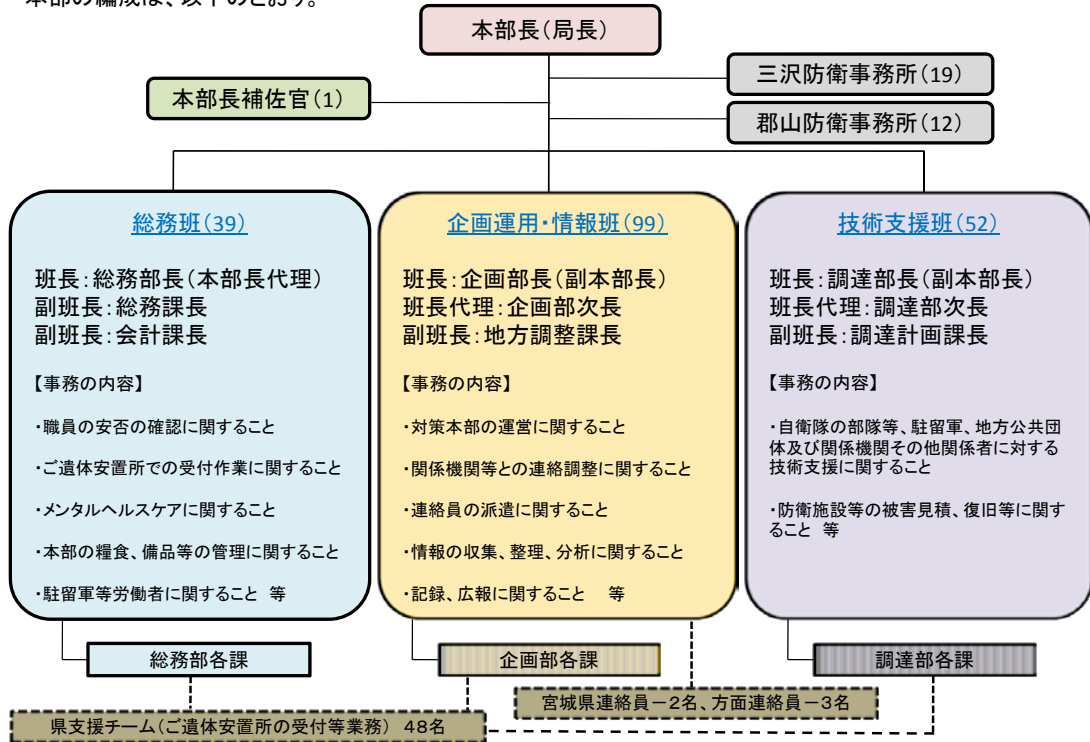 本部の編成は、以下のとおり。
本部長(局長)
三沢防衛事務所(19)
本部長補佐官(1)
郡山防衛事務所(12)
総務班(39)
班長:総務部長(本部長代理)
副班長:総務課長
副班長:会計課長
【事務の内容】
・職員の安否の確認に関すること
・ご遺体安置所での受付作業に関すること
・メンタルヘルスケアに関すること
・本部の糧食、備品等の管理に関すること
・駐留軍等労働者に関すること 等
企画運用・情報班(99)
班長:企画部長(副本部長)
班長代理:企画部次長
副班長:地方調整課長
【事務の内容】
・対策本部の運営に関すること
・関係機関等との連絡調整に関すること
・連絡員の派遣に関すること
・情報の収集、整理、分析に関すること
・記録、広報に関すること 等
技術支援班(52)
班長:調達部長(副本部長)
班長代理:調達部次長
副班長:調達計画課長
【事務の内容】
・自衛隊の部隊等、駐留軍、地方公共団
体及び関係機関その他関係者に対する
技術支援に関すること
・防衛施設等の被害見積、復旧等に関す
ること 等
総務部各課
企画部各課
調達部各課
宮城県連絡員-2名、方面連絡員-3名
県支援チーム(ご遺体安置所の受付等業務) 48名